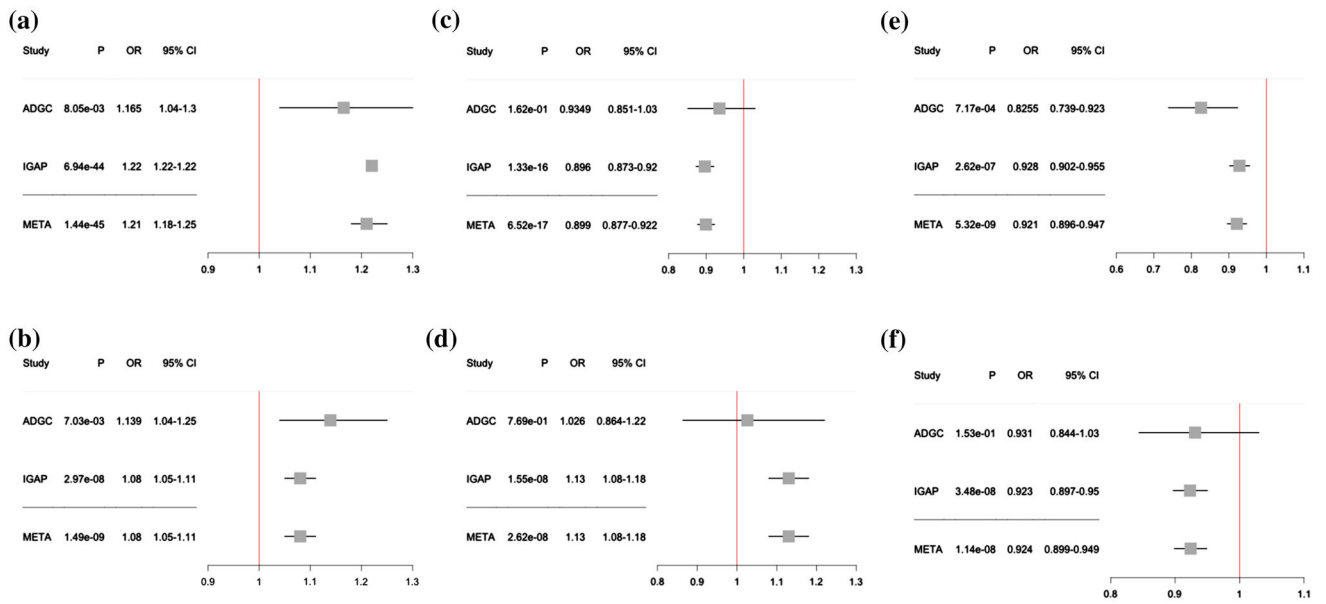 (a)
Study P OR 95% CI
ADGC 8.05e-03 1.165 1.04-1.3
IGAP 6.94e-44 1.22 1.22-1.22
META 1.44e-45 1.21 1.18-1.25
0.9 1 1.1 1.2 1.3
(b)
Study P OR 95% CI
ADGC 7.03e-03 1.139 1.04-1.25
IGAP 2.97e-08 1.08 1.05-1.11
META 1.49e-09 1.08 1.05-1.11
0.9 1 1.1 1.2 1.3
(c)
Study P OR 95% CI
ADGC 1.62e-01 0.9349 0.851-1.03
IGAP 1.33e-16 0.896 0.873-0.92
META 6.52e-17 0.899 0.877-0.922
0.8 0.9 1 1.1
(d)
Study P OR 95% CI
ADGC 7.69e-01 1.026 0.864-1.22
IGAP 1.55e-08 1.13 1.08-1.18
META 2.62e-08 1.13 1.08-1.18
0.8 0.9 1 1.1 1.2 1.3
(e)
Study P OR 95% CI
ADGC 7.17e-04 0.8255 0.739-0.923
IGAP 2.62e-07 0.928 0.902-0.955
META 5.32e-09 0.921 0.896-0.947
0.6 0.7 0.8 0.9 1 1.1
(f)
Study P OR 95% CI
ADGC 1.53e-01 0.931 0.844-1.03
IGAP 3.48e-08 0.923 0.897-0.95
META 1.14e-08 0.924 0.899-0.949
0.8 0.9 1 1.1